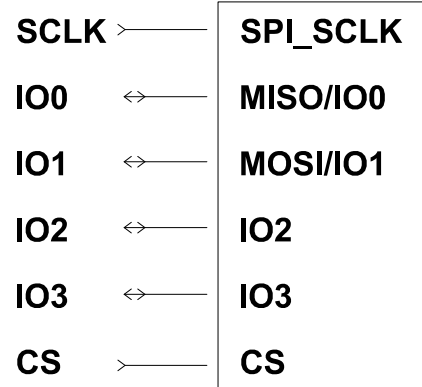 SCLK SPI_SCLK
IO0 MISO/IO0
IO1 MOSI/IO1
IO2 IO2
IO3 IO3
CS CS